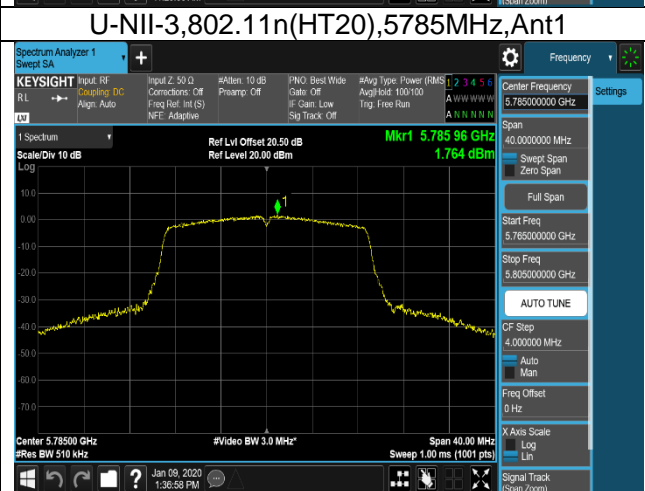 (Span Zoom)
U-NII-3,802.11n(HT20),5785MHz,Ant1
Spectrum Analyzer 1
Swept SA
+
Frequency
KEYSIGHT Input: RF Input Z: 50 Ω #Atten: 10 dB PNO: Best Wide #Avg Type: Power (RMS 1 2 3 4 5 6
RL Coupling: DC Corrections: Off Preamp: Off Gate: Off Avg|Hold: 100/100 A W W W W W
Align: Auto Freq Ref: Int (S) IF Gain: Low Trig: Free Run
NFE: Adaptive Sig Track: Off A N N N N N
Center Frequency
5.785000000 GHz
Settings
1 Spectrum
Scale/Div 10 dB
Log
Ref Lvl Offset 20.50 dB
Ref Level 20.00 dBm
Mkr1 5.785 96 GHz
1.764 dBm
10.0
0.00
-10.0
-20.0
-30.0
-40.0
-50.0
-60.0
-70.0
1
Center 5.78500 GHz #Video BW 3.0 MHz* Span 40.00 MHz
#Res BW 510 kHz Sweep 1.00 ms (1001 pts)
Span
40.0000000 MHz
Swept Span
Zero Span
Full Span
Start Freq
5.765000000 GHz
Stop Freq
5.805000000 GHz
AUTO TUNE
CF Step
4.000000 MHz
Auto
Man
Freq Offset
0 Hz
X Axis Scale
Log
Lin
Signal Track
(Span Zoom)
? Jan 09, 2020
1:36:58 PM